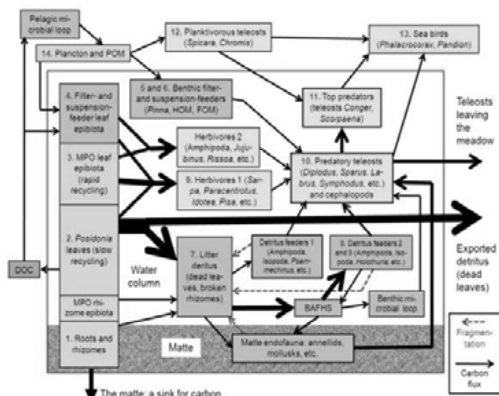 Pelagic mi-
crobial loop
14. Plancton and POM
12. Planktivorous teleosts
(Spicara, Chromis)
13. Sea birds
(Phalacrocorax, Pandion)
4. Filter- and
suspension-
feeder leaf
epibiota
5 and 6. Benthic filter-
and suspension-feeders
(Pinna, HOM, FOM)
11. Top predators
(teleosts Conger,
Scorpaena)
Teleosts
leaving the
meadow
3. MPO leaf
epibiota
(rapid
recycling)
Herbivores 2
(Amphipoda, Juju-
binus, Rissoa, etc.)
9. Herbivores 1 (Sar-
pa, Paracentrotus,
Idotea, Pisa, etc.)
10. Predatory teleosts
(Diplodus, Sparus, La-
brus, Symphodus, etc.)
and cephalopods
2. Posidonia
leaves (slow
recycling)
DOC
Water
column
7. Litter
detritus
(dead lea-
ves, broken
rhizomes)
Detritus feeders 1
(Amphipoda,
Isopoda, Psam-
mechinus, etc.)
8. Detritus feeders 2
and 3 (Amphipoda, Iso-
poda, Holothuria, etc.)
Exported detritus
(dead leaves)
MPO rhi-
zome epibiota
BAFHS
Benthic mi-
crobial loop
1. Roots and
rhizomes
Matte
Matte endofauna: annelids,
mollusks, etc.
Fragmen-
tation
Carbon
flux
The matte: a sink for carbon